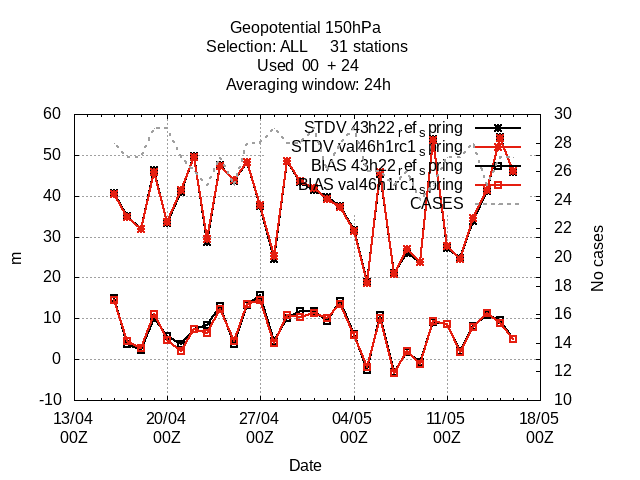 Geopotential 150hPa
Selection: ALL     31 stations
Used  00  + 24
Averaging window: 24h
STDV 43h22_ref_spring
STDV val46h1rc1_spring
BIAS 43h22_ref_spring
BIAS val46h1rc1_spring
CASES
60
50
40
30
20
10
0
-10
30
28
26
24
22
20
18
16
14
12
10
m
No cases
13/04 20/04 27/04 04/05 11/05 18/05
00Z 00Z 00Z 00Z 00Z 00Z
Date